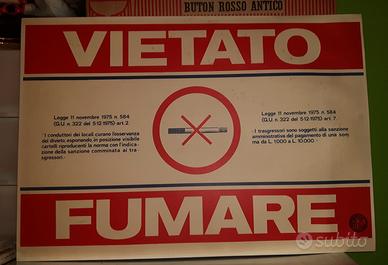 BUTON ROSSO ANTICO
VIETATO
Legge 11 novembre 1975 n. 584
(G.U. n. 322 del 5·12·1975) art. 2
I conduttori dei locali curano l'osservanza
del divieto, esponendo, in posizione visibile
cartelli riproducenti la norma con l'indica-
zione della sanzione comminata ai tra-
sgressori.
Legge 11 novembre 1975 n. 584
(G.U. n. 322 del 5·12·1975) art. 7
I trasgressori sono soggetti alla sanzione
amministrativa del pagamento di una som
ma da L. 1.000 a L. 10.000.
FUMARE
subito